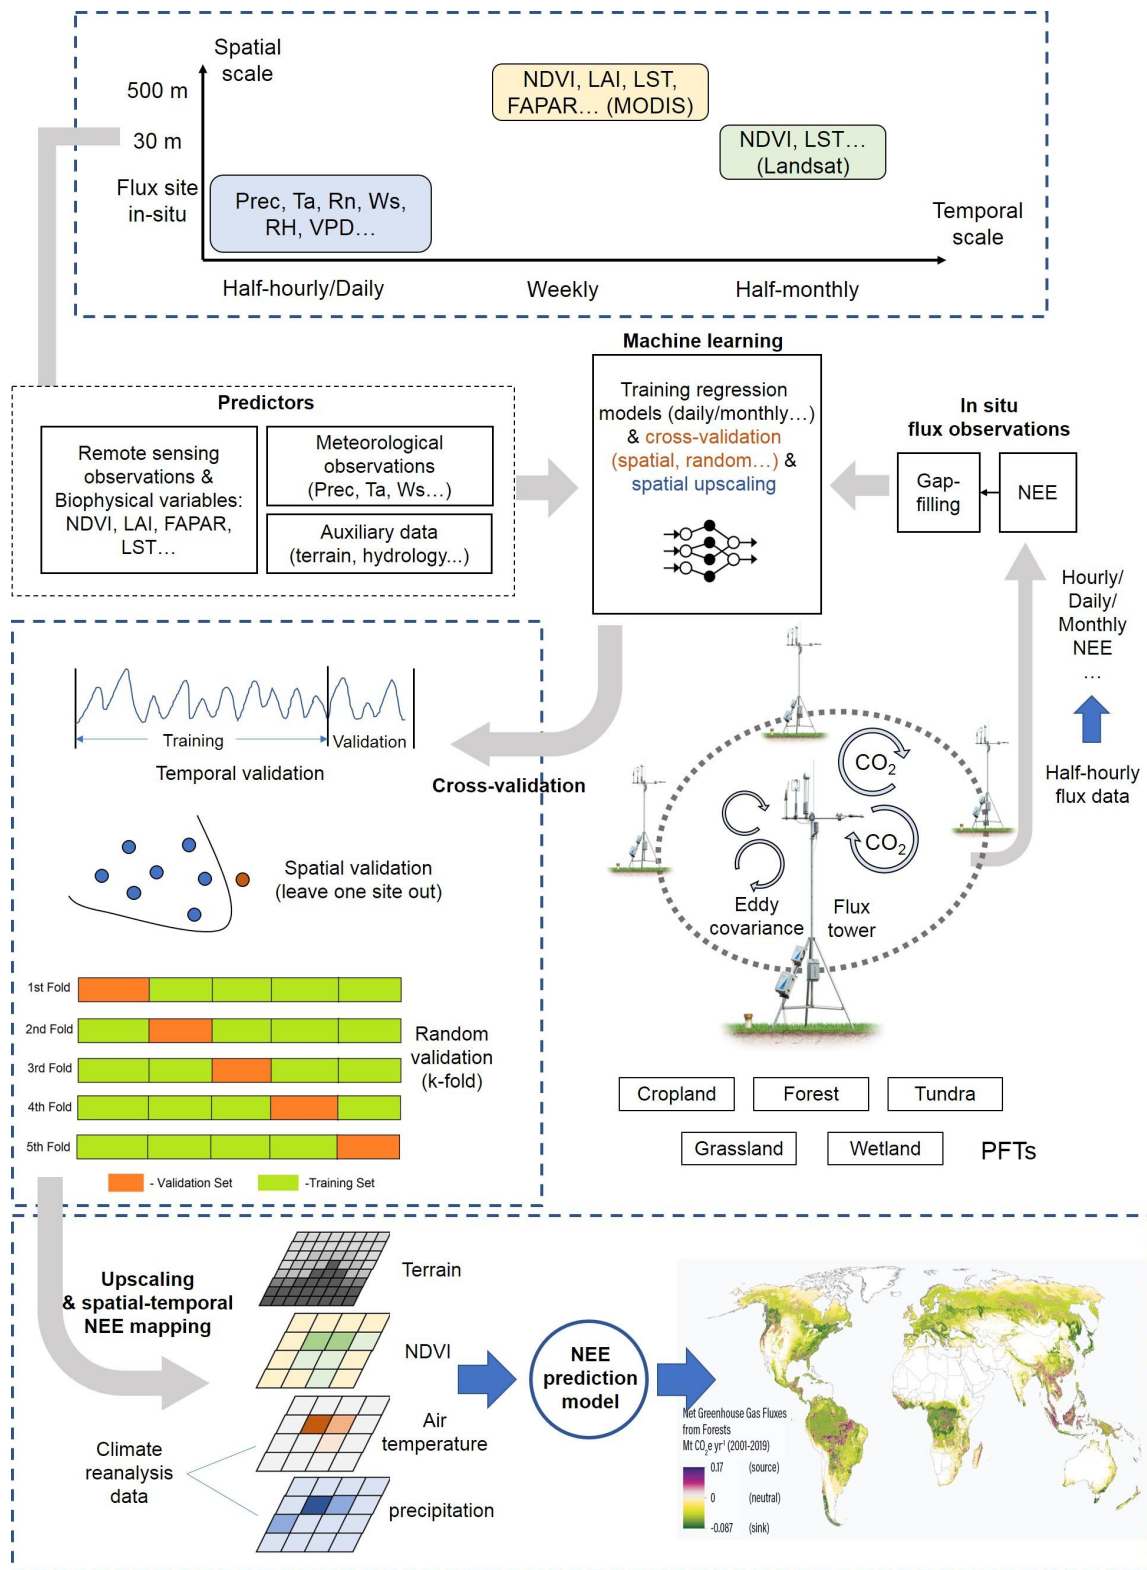 Spatial
scale
500 m
30 m
Flux site
in-situ
NDVI, LAI, LST,
FAPAR… (MODIS)
NDVI, LST…
(Landsat)
Prec, Ta, Rn, Ws,
RH, VPD…
Temporal
scale
Half-hourly/Daily
Weekly
Half-monthly
Predictors
Remote sensing
observations &
Biophysical variables:
NDVI, LAI, FAPAR,
LST…
Meteorological
observations
(Prec, Ta, Ws…)
Auxiliary data
(terrain, hydrology...)
Machine learning
Training regression
models (daily/monthly…)
& cross-validation
(spatial, random…) &
spatial upscaling
In situ
flux observations
Gap-
filling
NEE
Hourly/
Daily/
Monthly
NEE
…
Half-hourly
flux data
Training
Validation
Temporal validation
Cross-validation
Spatial validation
(leave one site out)
1st Fold
2nd Fold
3rd Fold
4th Fold
5th Fold
Random
validation
(k-fold)
- Validation Set
-Training Set
CO2
CO2
Eddy
covariance
Flux
tower
Cropland
Forest
Tundra
Grassland
Wetland
PFTs
Upscaling
& spatial-temporal
NEE mapping
Terrain
NDVI
Air
temperature
precipitation
Climate
reanalysis
data
NEE
prediction
model
Net Greenhouse Gas Fluxes
from Forests
Mt CO2e yr-1 (2001-2019)
0.17 (source)
0 (neutral)
-0.087 (sink)